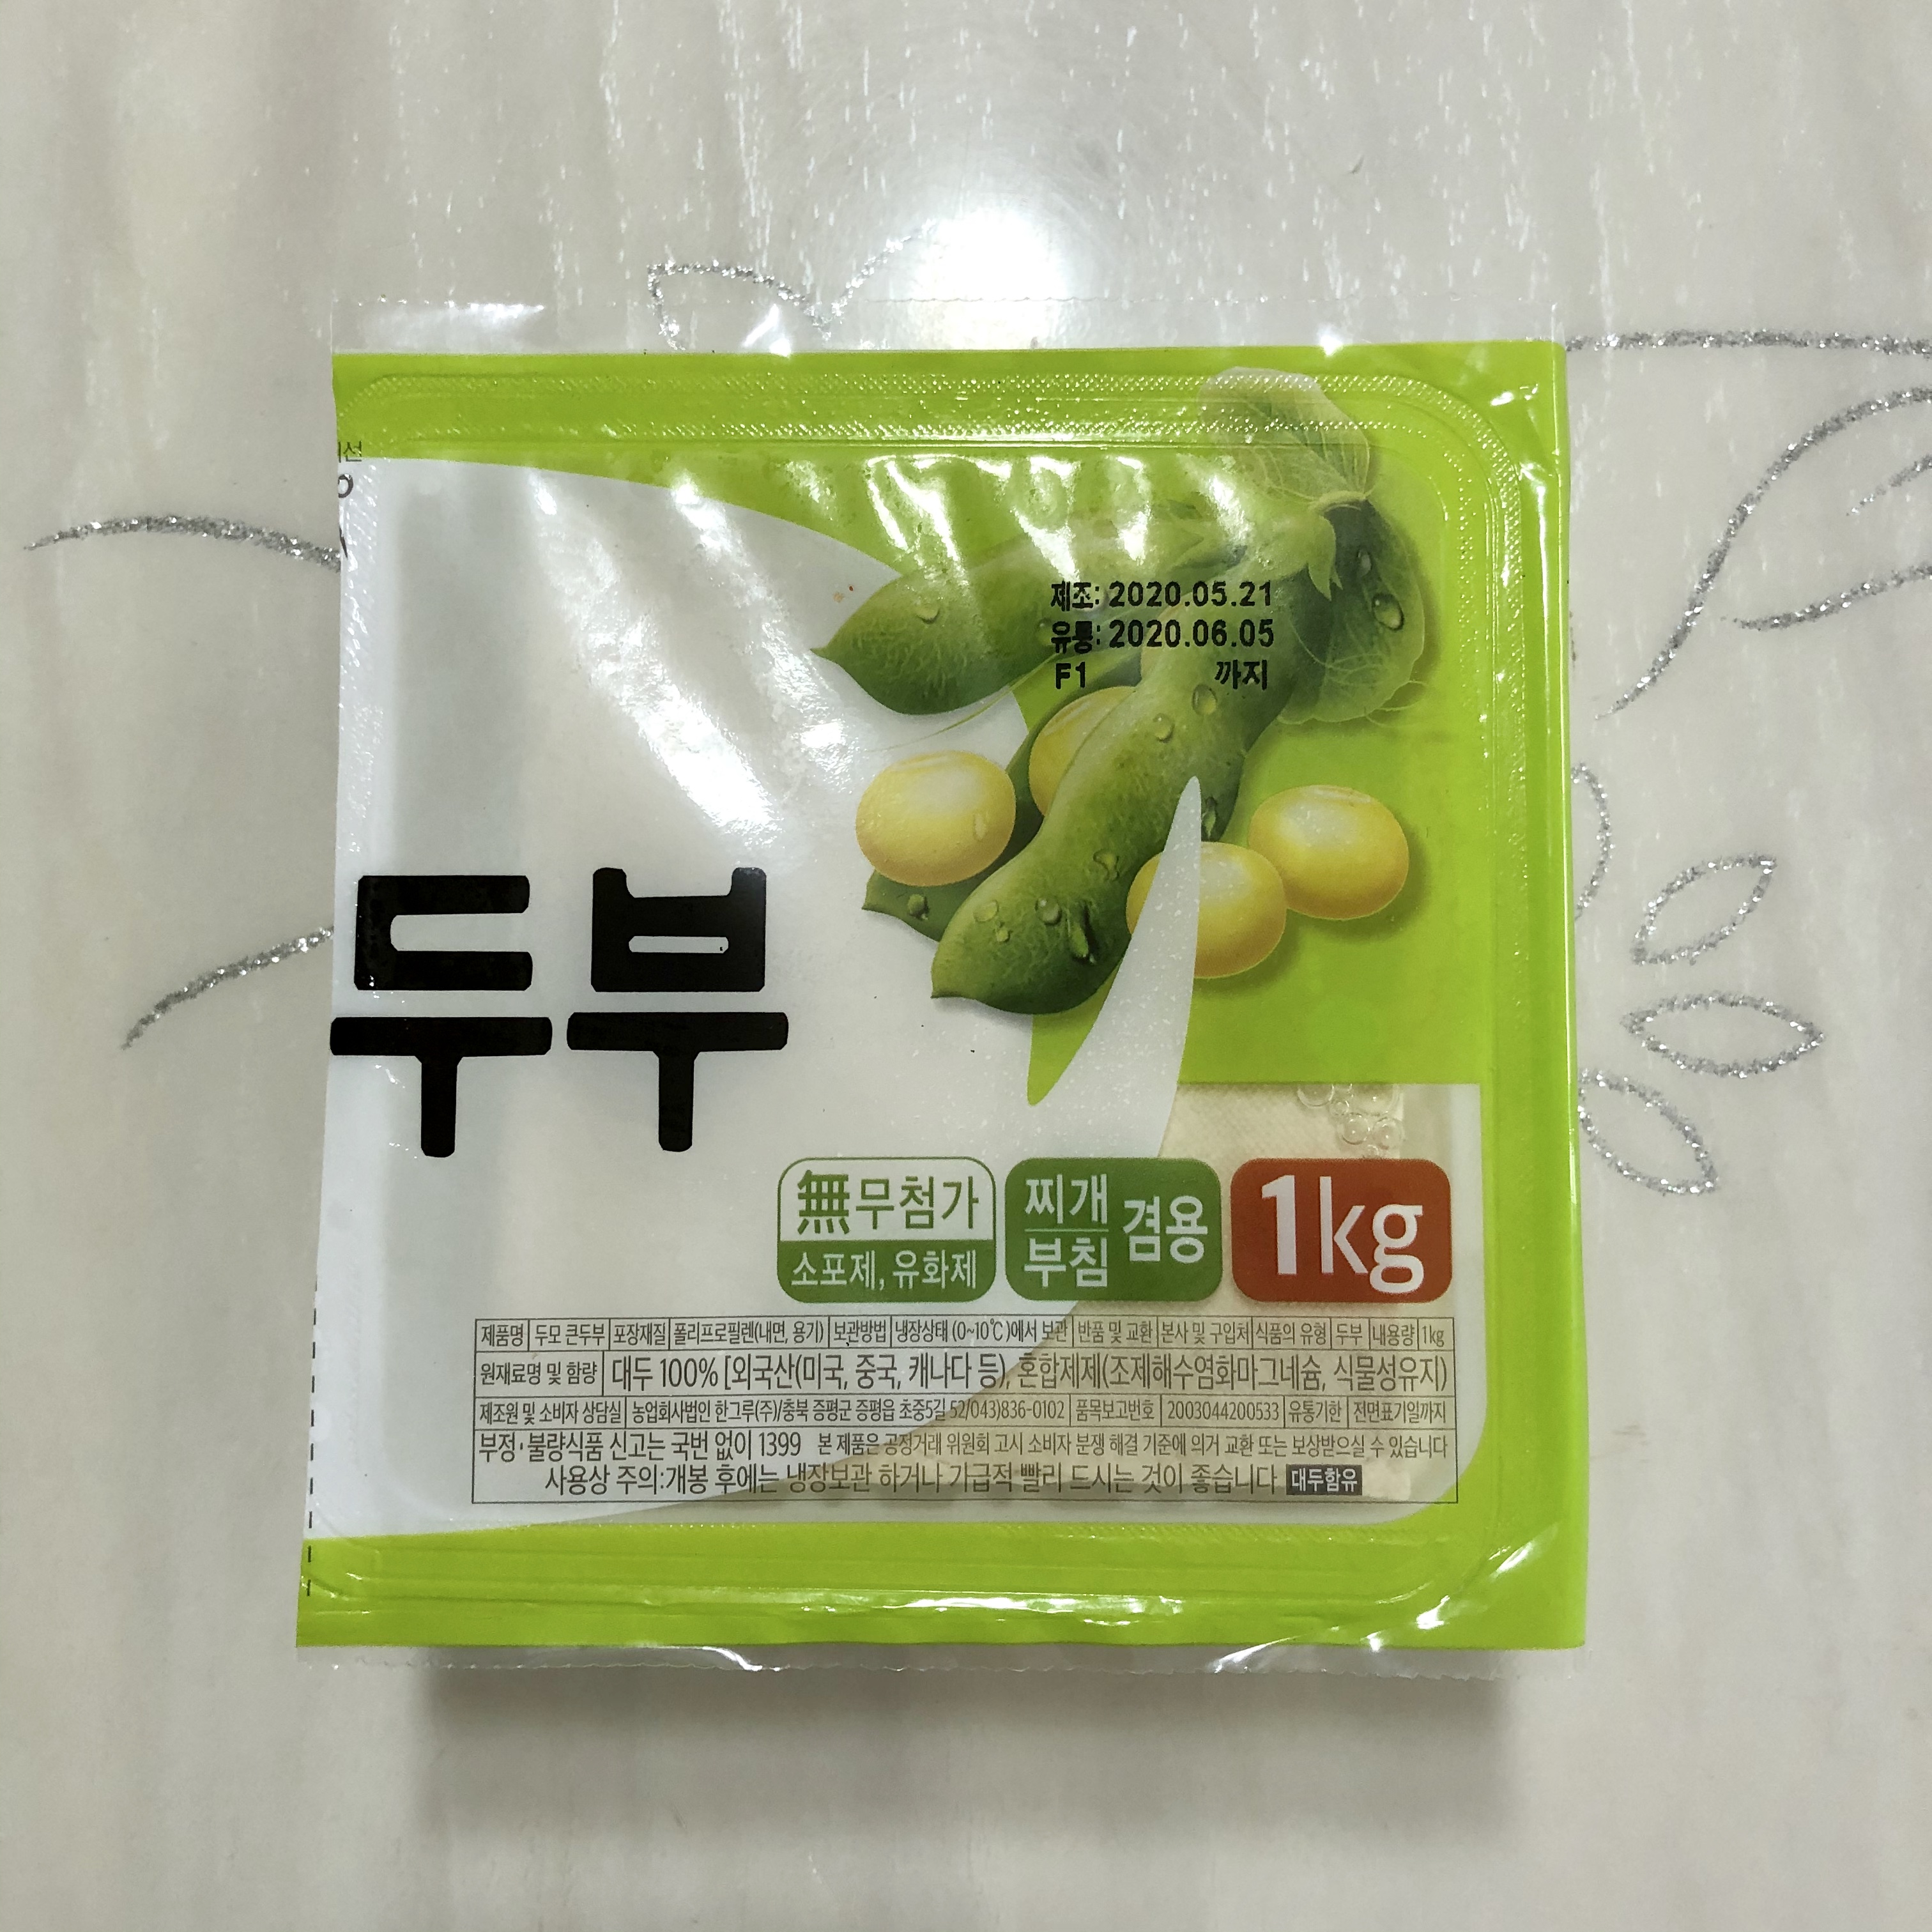 제조: 2020.05.21
유통: 2020.06.05
F1 까지
두부
無무첨가
소포제, 유화제
찌개
부침
겸용
1kg
제품명 두모 큰두부 포장재질 폴리프로필렌(내면, 용기) 보관방법 냉장상태 (0~10℃)에서 보관 반품 및 교환 본사 및 구입처 식품의 유형 두부 내용량 1kg
원재료명 및 함량 대두 100% [외국산(미국, 중국, 캐나다 등), 혼합제제(조제해수염화마그네슘, 식물성유지)
제조원 및 소비자 상담실 농업회사법인 한그루(주)/충북 증평군 증평읍 초중5길 52/043)836-0102 품목보고번호 2003044200533 유통기한 전면표기일까지
부정·불량식품 신고는 국번 없이 1399 본 제품은 공정거래 위원회 고시 소비자 분쟁 해결 기준에 의거 교환 또는 보상받으실 수 있습니다
사용상 주의:개봉 후에는 냉장보관 하거나 가급적 빨리 드시는 것이 좋습니다 대두함유